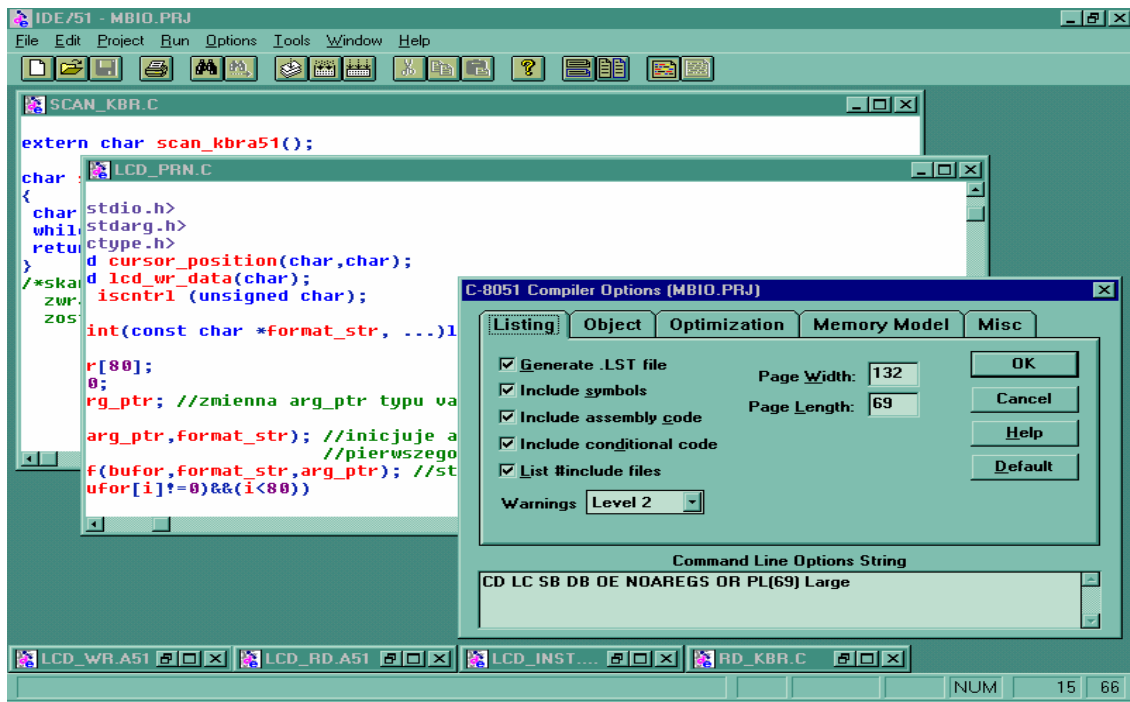 IDE/51 - MBIO.PRJ
File Edit Project Run Options Tools Window Help
SCAN_KBR.C
extern char scan_kbra51();
char
{
char
while
retu
}
/*skan
zwr.
zost
LCD_PRN.C
stdio.h>
stdarg.h>
ctype.h>
d cursor_position(char,char);
d lcd_wr_data(char);
iscntrl (unsigned char);
int(const char *format_str, ...)l
r[80];
0;
rg_ptr; //zmienna arg_ptr typu va
arg_ptr,format_str); //inicjuje a
//pierwszego
f(bufor,format_str,arg_ptr); //st
ufor[i]!=0)&&(i<80))
C-8051 Compiler Options (MBIO.PRJ)
Listing Object Optimization Memory Model Misc
Generate .LST file
Include symbols
Include assembly code
Include conditional code
List #include files
Warnings Level 2
Page Width: 132
Page Length: 69
OK
Cancel
Help
Default
Command Line Options String
CD LC SB DB OE NOAREGS OR PL(69) Large
LCD_WR.A51 LCD_RD.A51 LCD_INST.... RD_KBR.C
NUM 15 66